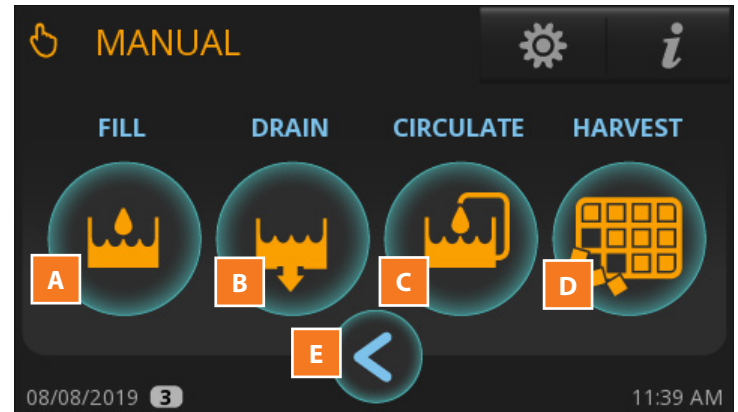 MANUAL i
FILL DRAIN CIRCULATE HARVEST
A B C D
E
08/08/2019 3 11:39 AM